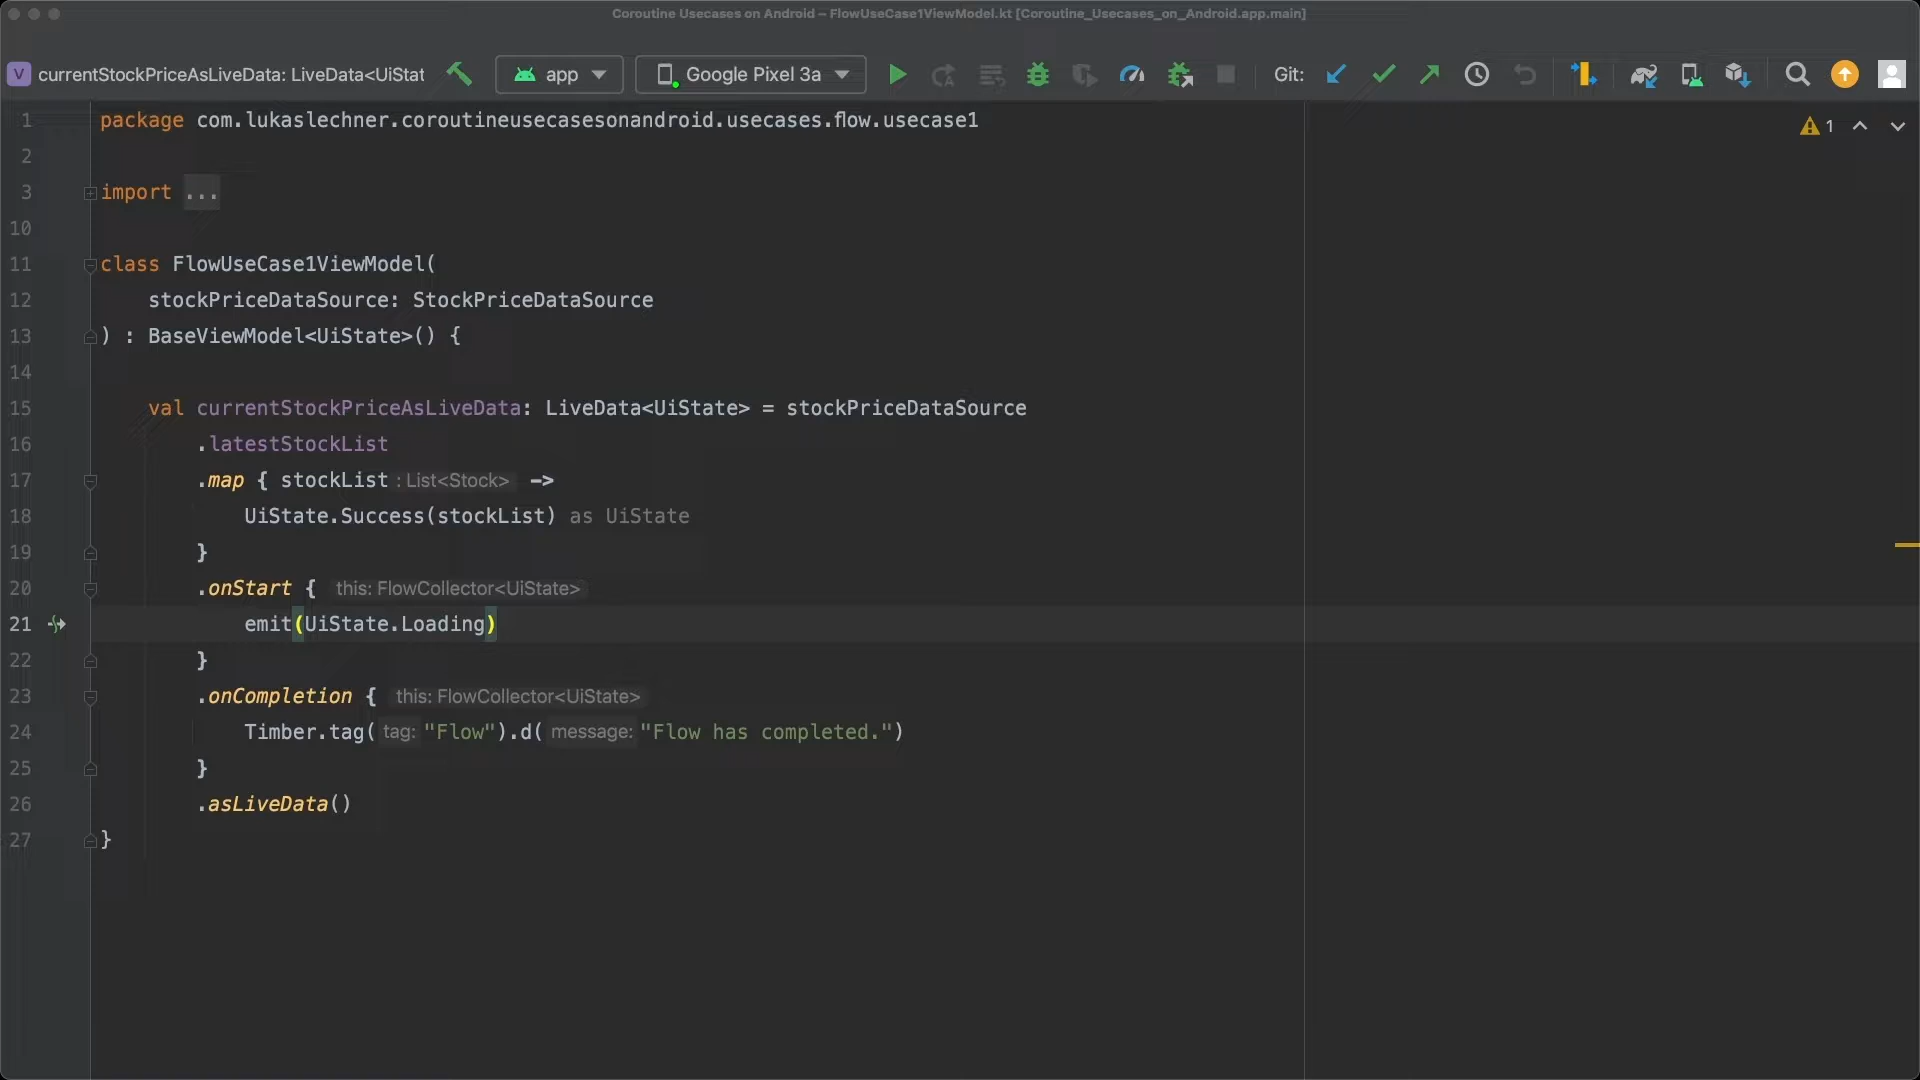 Coroutine Usecases on Android – FlowUseCase1ViewModel.kt [Coroutine_Usecases_on_Android.app.main]
V currentStockPriceAsLiveData: LiveData<UiStat app Google Pixel 3a Git:
1 package com.lukaslechner.coroutineusecasesonandroid.usecases.flow.usecase1
1
2
3 import ...
10
11 class FlowUseCase1ViewModel(
12 stockPriceDataSource: StockPriceDataSource
13 ) : BaseViewModel<UiState>() {
14
15 val currentStockPriceAsLiveData: LiveData<UiState> = stockPriceDataSource
16 .latestStockList
17 .map { stockList : List<Stock> ->
18 UiState.Success(stockList) as UiState
19 }
20 .onStart { this: FlowCollector<UiState>
21 emit(UiState.Loading)
22 }
23 .onCompletion { this: FlowCollector<UiState>
24 Timber.tag( tag: "Flow").d( message: "Flow has completed.")
25 }
26 .asLiveData()
27 }